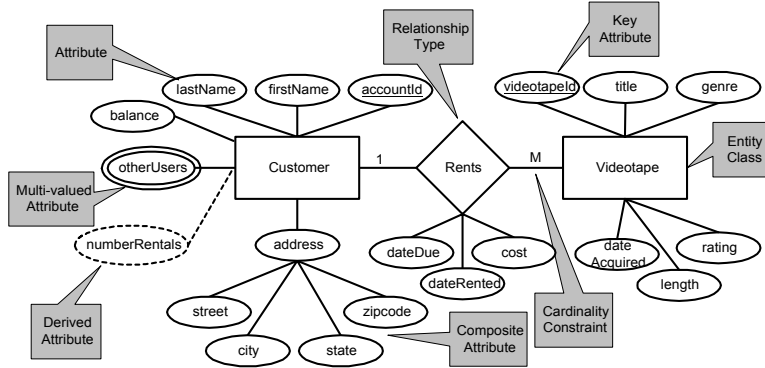 Relationship
Type
Key
Attribute
Attribute
lastName
firstName
accountId
videotapeId
title
genre
balance
Customer
1
Rents
M
Videotape
Entity
Class
otherUsers
Multi-valued
Attribute
numberRentals
address
dateDue
cost
date
Acquired
rating
dateRented
length
street
zipcode
Derived
Attribute
city
state
Composite
Attribute
Cardinality
Constraint